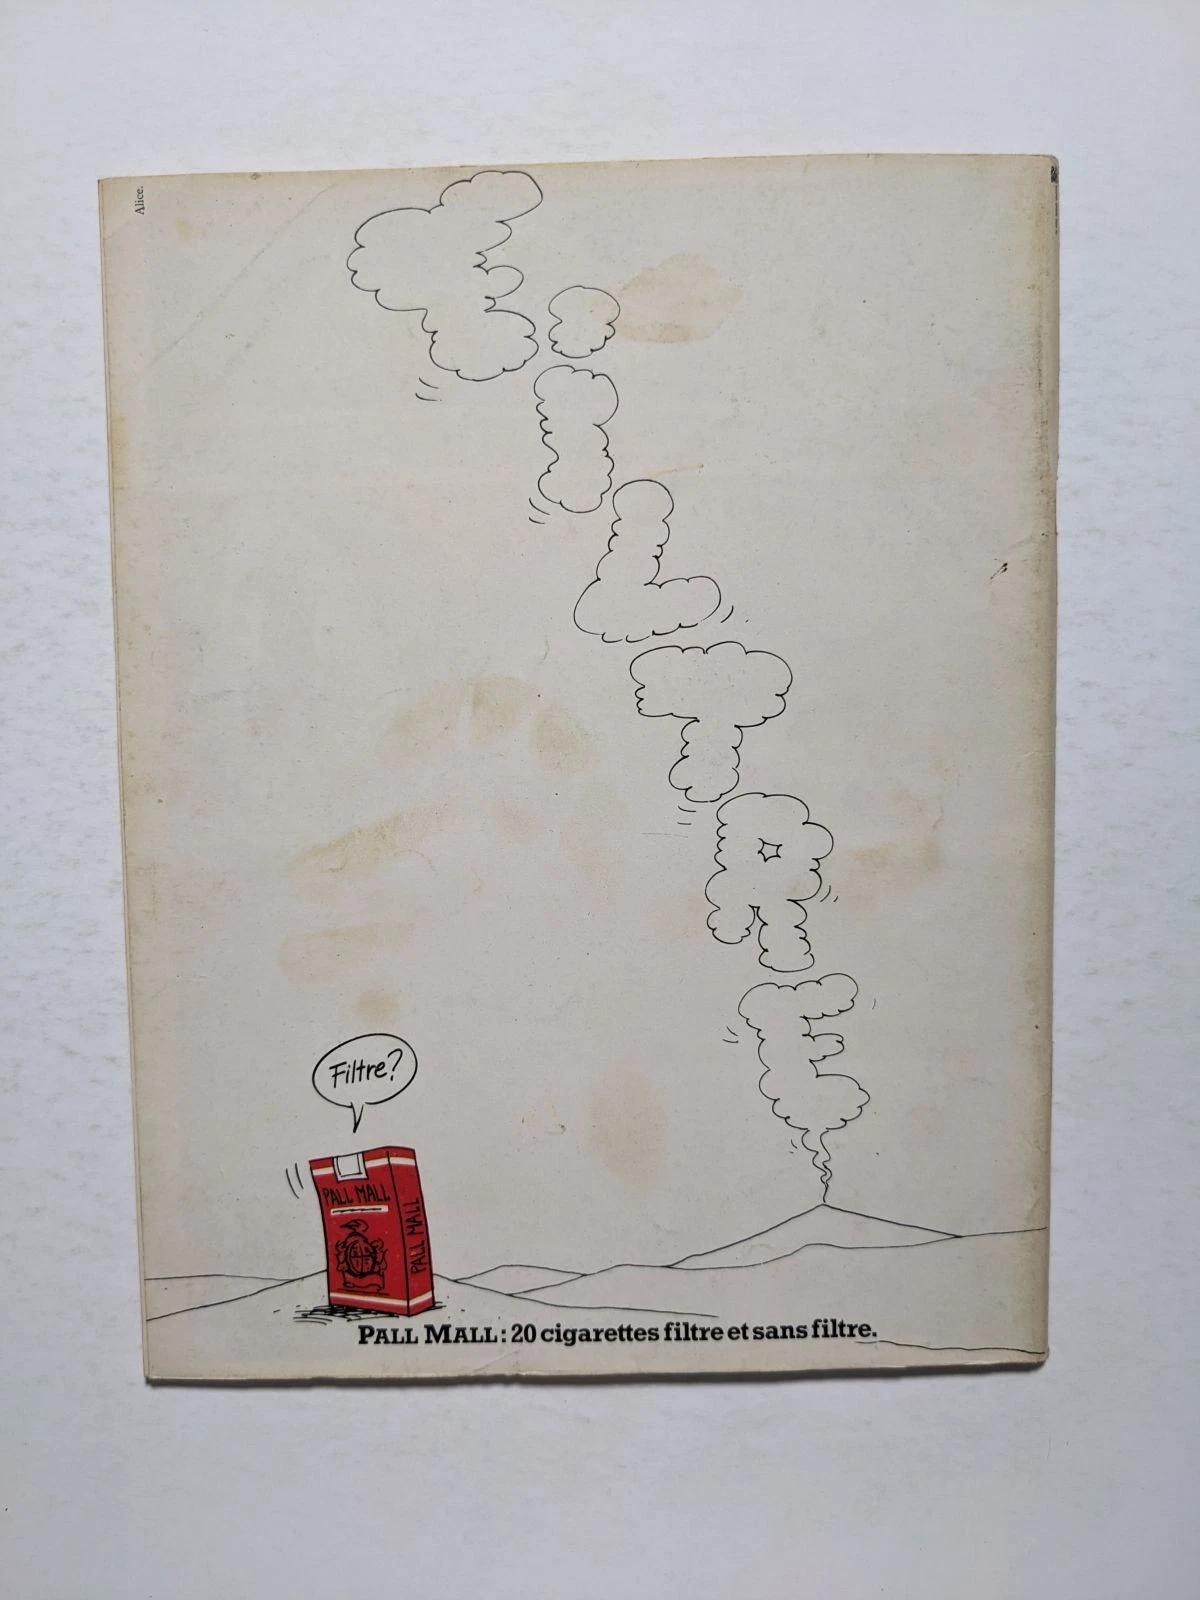 Alice.
FiLTRE
Filtre?
PALL MALL
PALL MALL
PALL MALL: 20 cigarettes filtre et sans filtre.